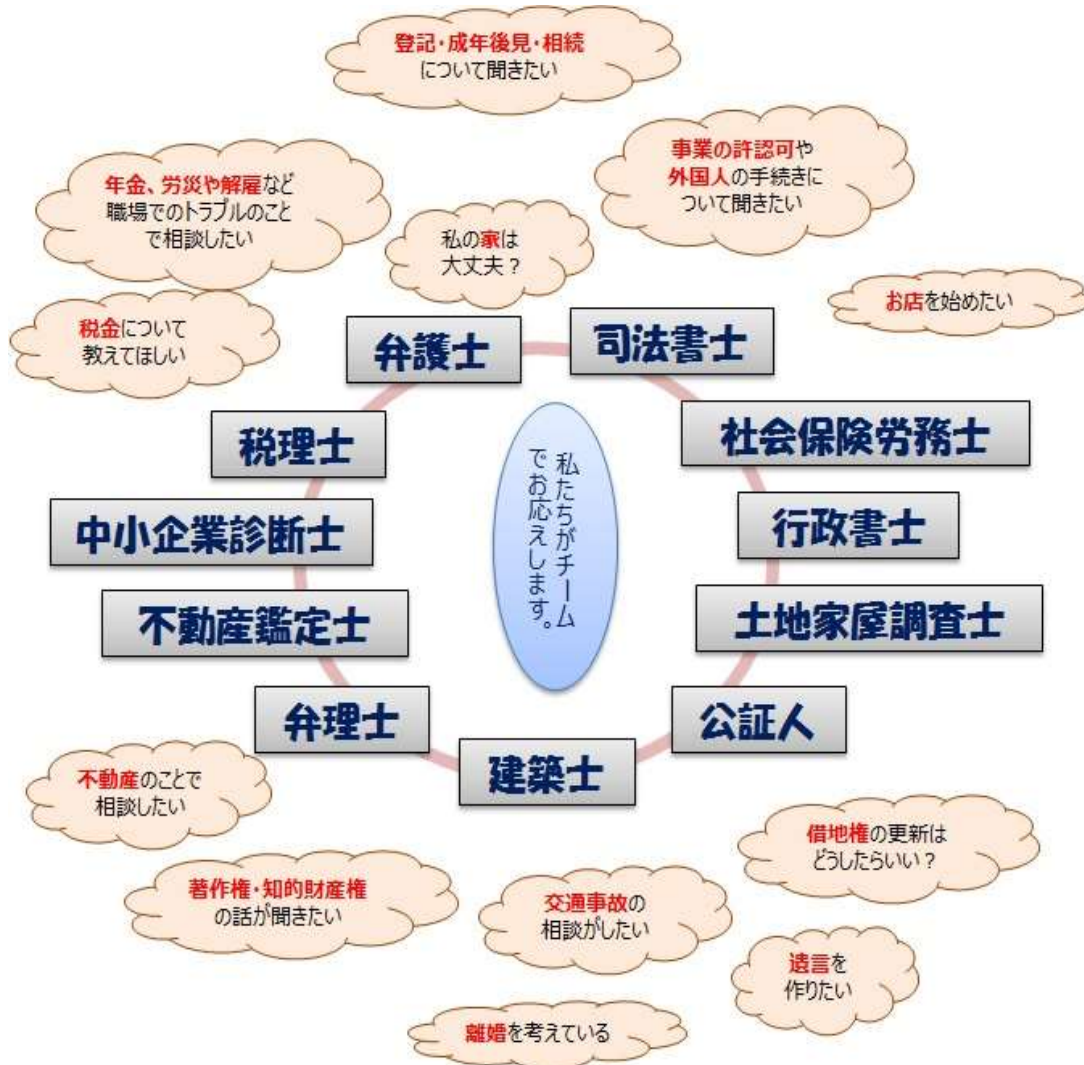 登記・成年後見・相続
について聞きたい
事業の許認可や
外国人の手続きに
ついて聞きたい
年金、労災や解雇など
職場でのトラブルのこと
で相談したい
私の家は
大丈夫？
お店を始めたい
税金について
教えてほしい
弁護士
司法書士
税理士
社会保険労務士
中小企業診断士
行政書士
不動産鑑定士
土地家屋調査士
弁理士
公証人
建築士
私たちがチーム
でお応えします。
不動産のことで
相談したい
借地権の更新は
どうしたらいい？
著作権・知的財産権
の話が聞きたい
交通事故の
相談がしたい
遺言を
作りたい
離婚を考えている